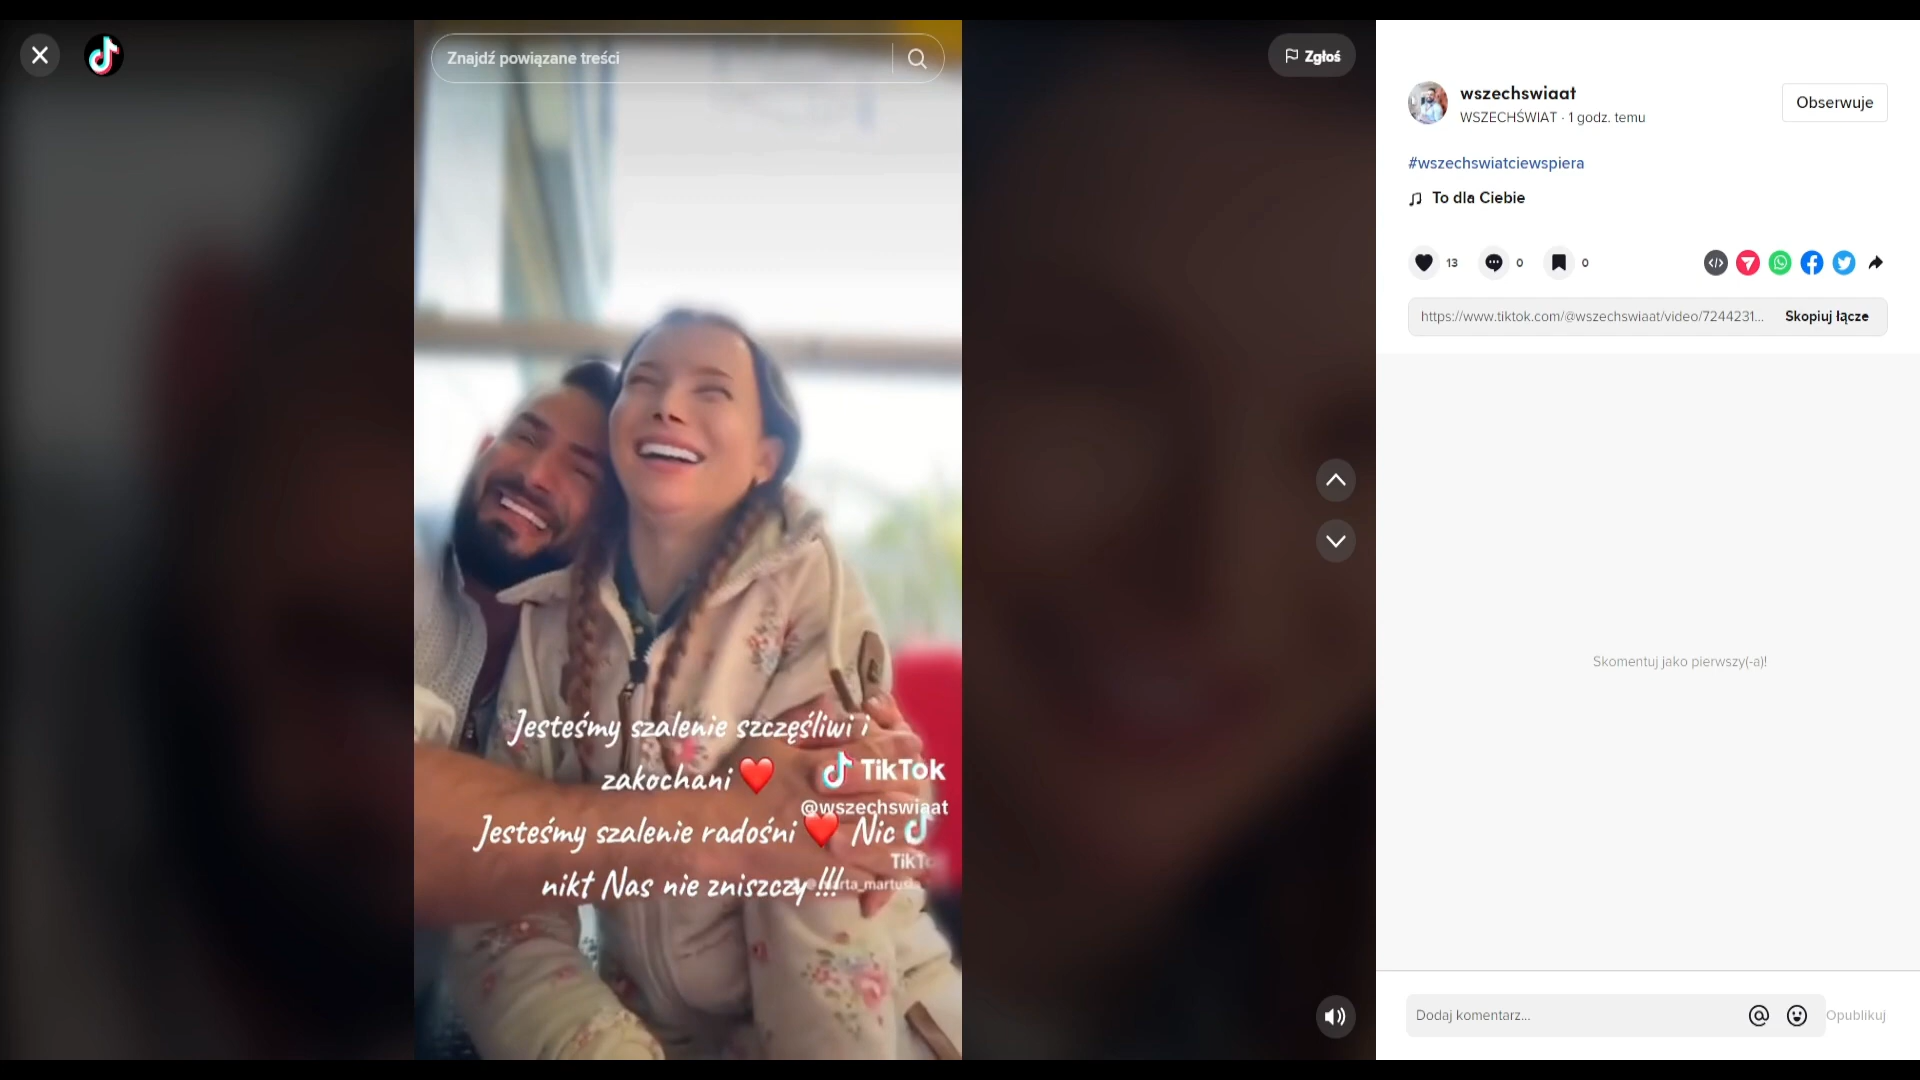 Znajdź powiązane treści
Zgłoś
Jesteśmy szalenie szczęśliwi i
zakochani
TikTok
@wszechswiaat
Jesteśmy szalenie radośni Nic
nikt Nas nie zniszczy !!!
wszechswiaat
WSZECHŚWIAT · 1 godz. temu
Obserwuje
#wszechswiatciewspiera
To dla Ciebie
13
0
0
https://www.tiktok.com/@wszechswiaat/video/7244231...
Skopiuj łącze
Skomentuj jako pierwszy(-a)!
Dodaj komentarz...
Opublikuj